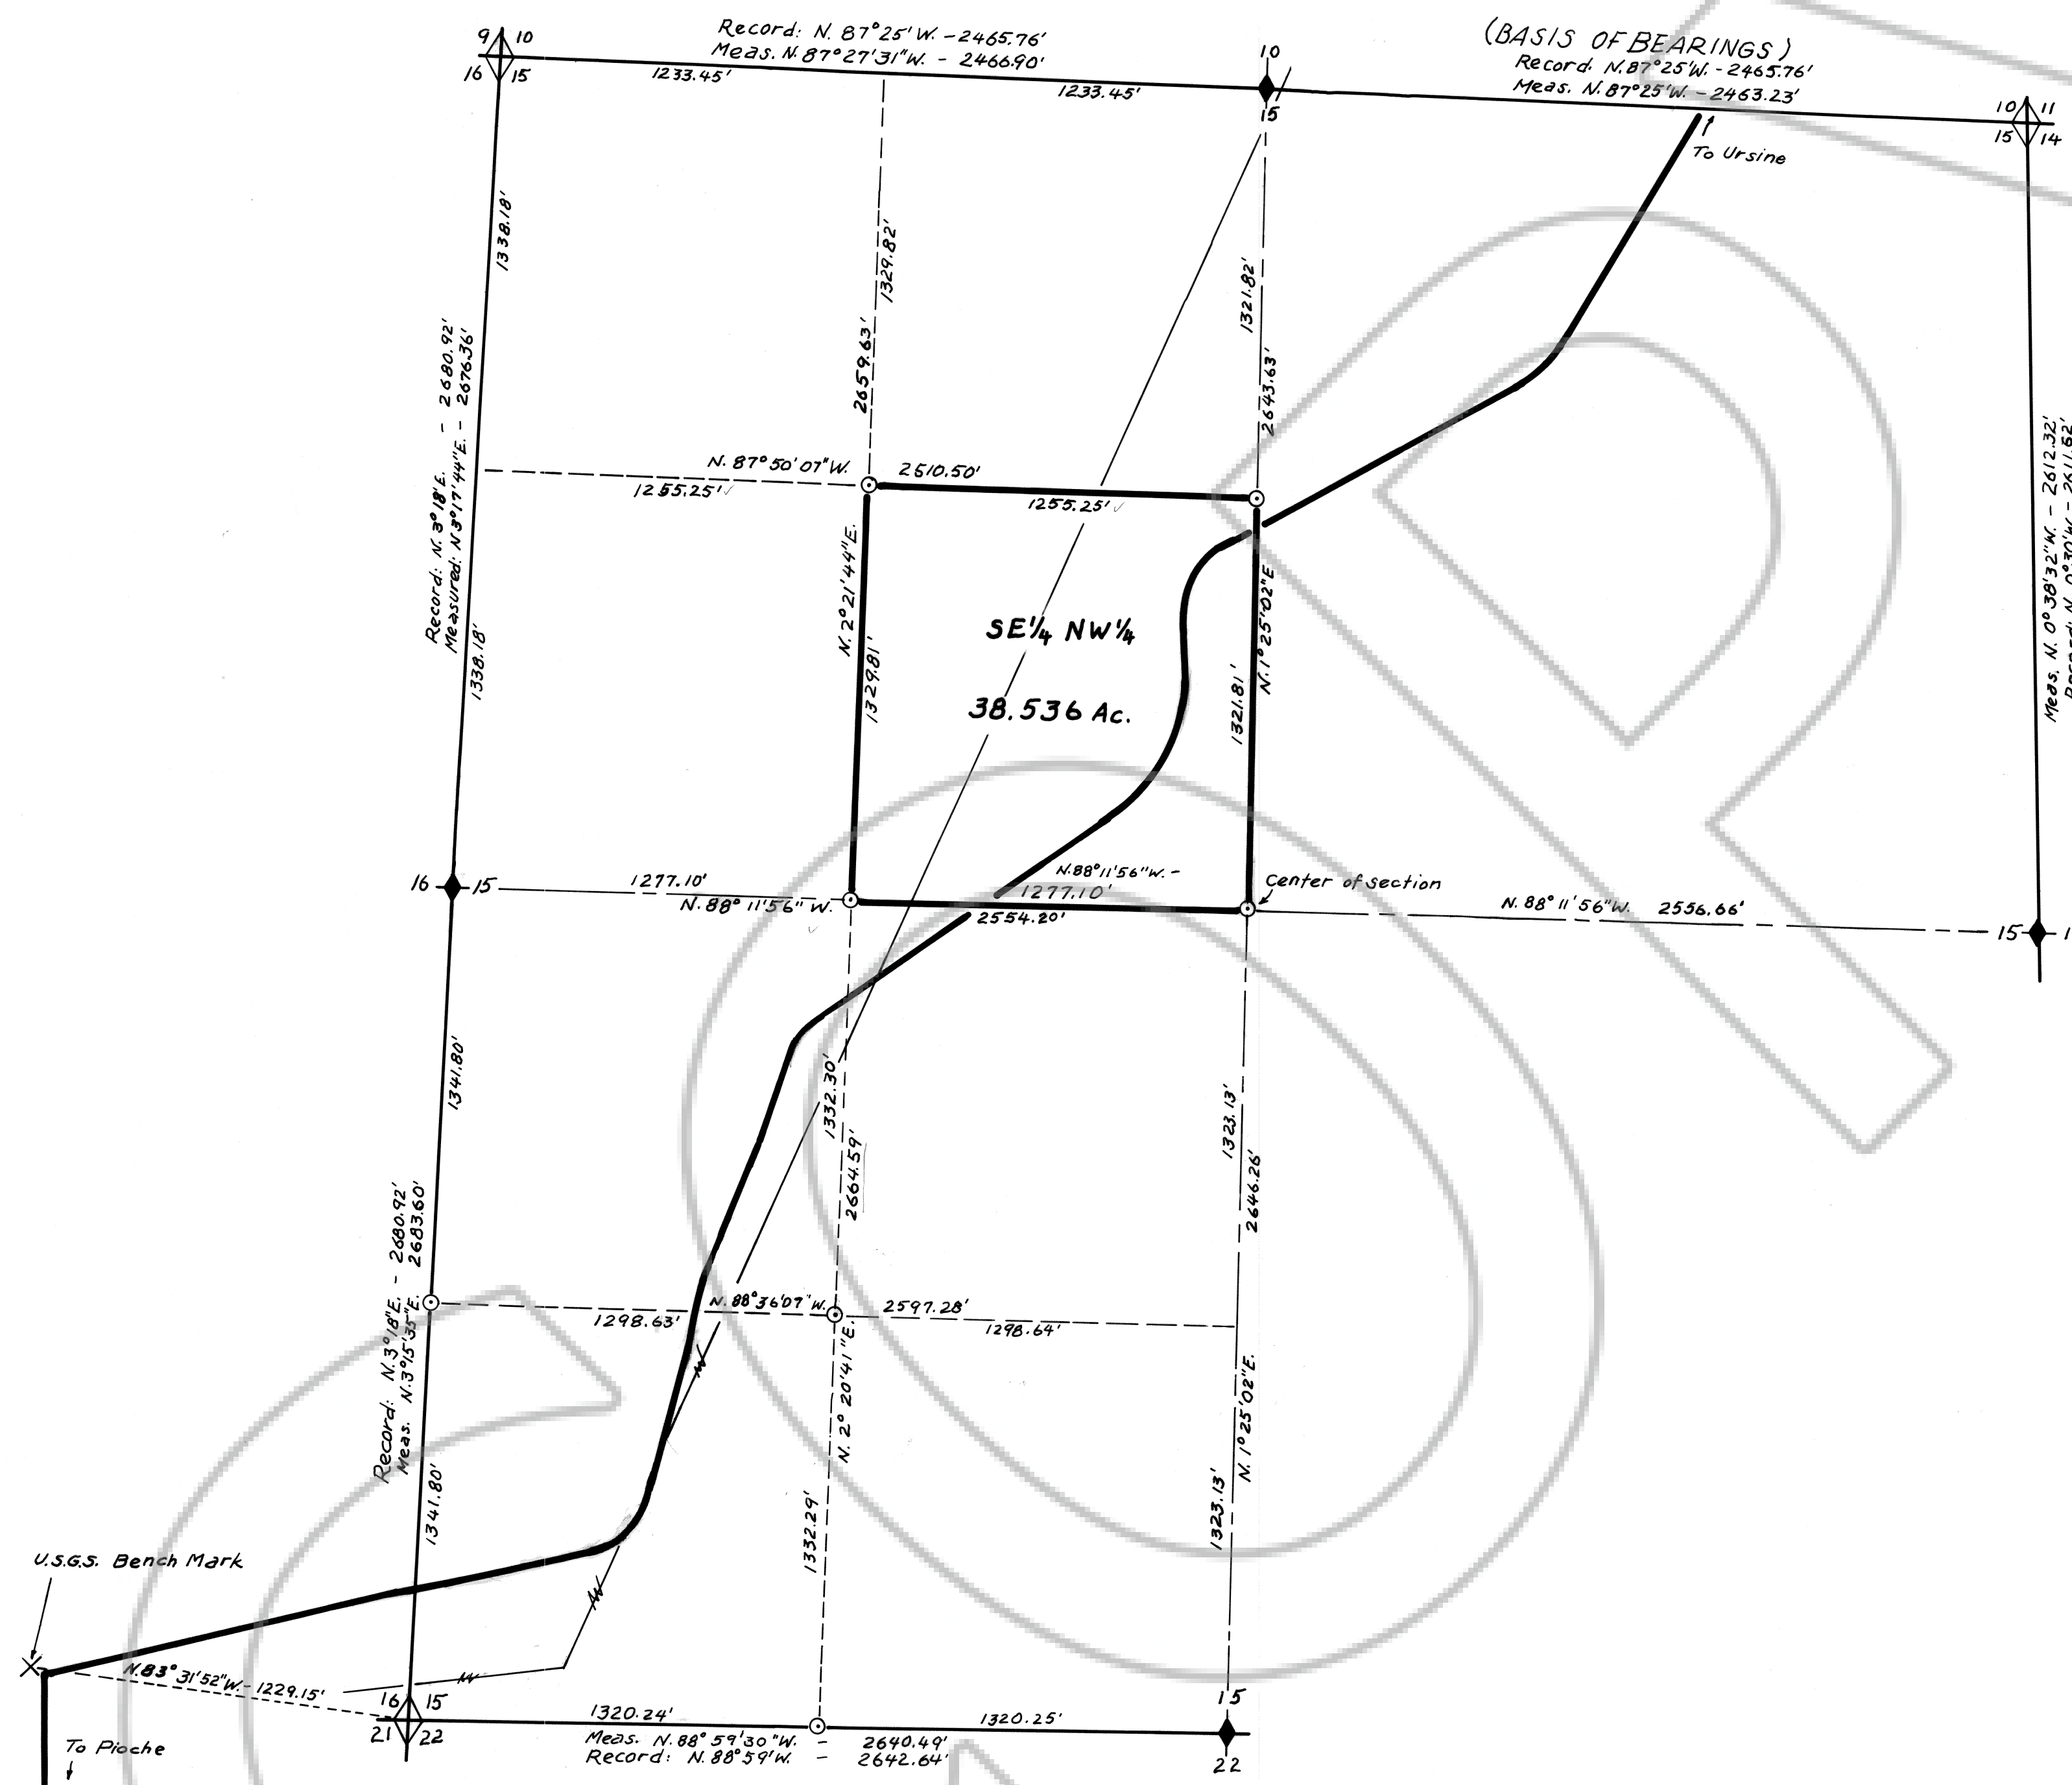 9 10
16 15
Record: N. 87°25'W. - 2465.76'
Meas. N. 87°27'31"W. - 2466.90'
1233.45'
1233.45'
10
15
(BASIS OF BEARINGS)
Record. N.87°25'W. - 2465.76'
Meas. N.87°25'W. - 2463.23'
10 11
15 14
To Ursine
1338.18'
1329.82'
1321.82'
Record: N. 3°18'E. - 2680.92'
Measured: N.3°17'44"E. - 2676.36'
2659.63'
2643.63'
N. 87°50'07"W. 2510.50'
1255.25'
1255.25'
N. 2°21'44"E.
1329.81'
1338.18'
SE¼ NW¼
38.536 Ac.
1321.81'
N.1°25'02"E
Meas. N. 0°38'32"W. - 2612.32'
Record: N. 0°30'W. - 2611.62'
16 15
1277.10'
N. 88°11'56" W.
N.88°11'56"W. -
1277.10'
2554.20'
Center of section
N. 88°11'56"W. 2556.66'
15 1
1341.80'
1332.30'
2664.59'
1323.13'
2646.26'
Record: N.3°18"E. - 2680.92'
Meas. N.3°15'35"E. 2683.60'
N. 88°36'07"W. 2597.28'
1298.63'
1298.64'
N. 2° 20'41"E.
N. 1°25'02"E.
1341.80'
1332.29'
1323.13'
U.S.G.S. Bench Mark
N.83°31'52"W. - 1229.15'
To Pioche
16 15
21 22
1320.24'
1320.25'
Meas. N.88°59'30"W. - 2640.49'
Record: N.88°59'W. - 2642.64'
15
22